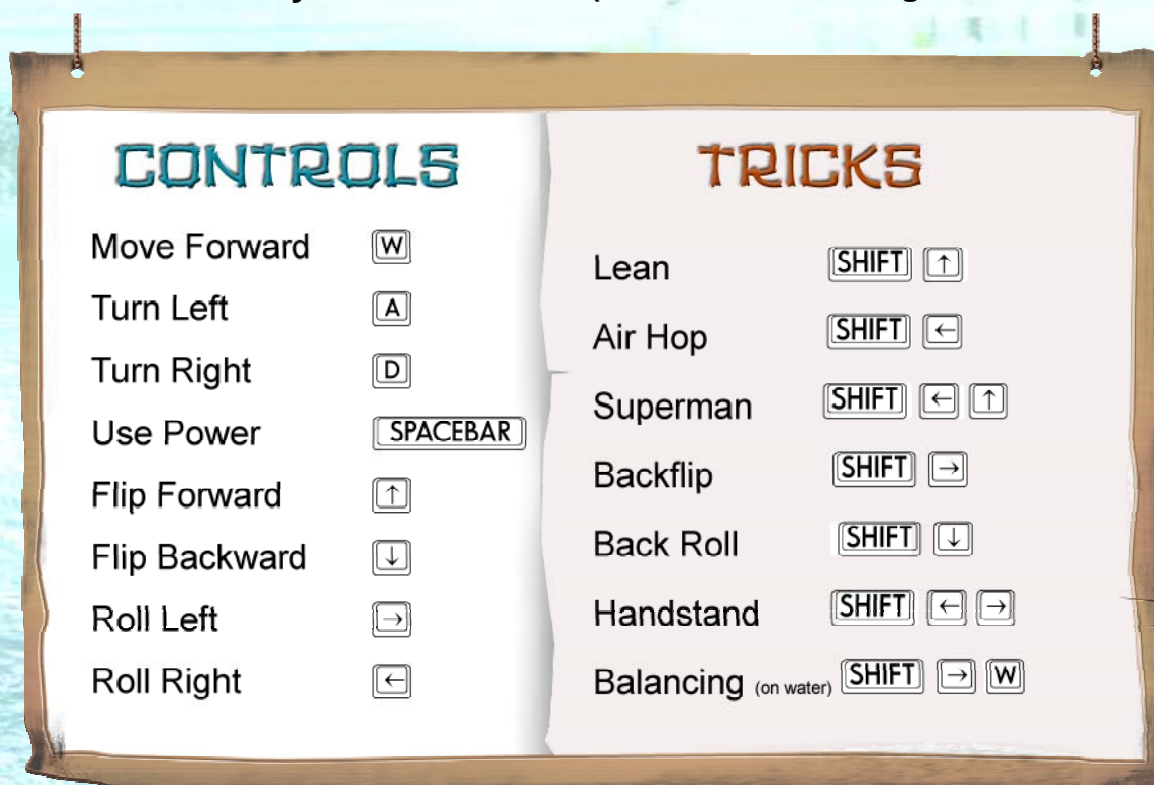 CONTROLS
Move Forward W
Turn Left A
Turn Right D
Use Power SPACEBAR
Flip Forward ↑
Flip Backward ↓
Roll Left →
Roll Right ←
TRICKS
Lean SHIFT ↑
Air Hop SHIFT ←
Superman SHIFT ← ↑
Backflip SHIFT →
Back Roll SHIFT ↓
Handstand SHIFT ← →
Balancing (on water) SHIFT → W